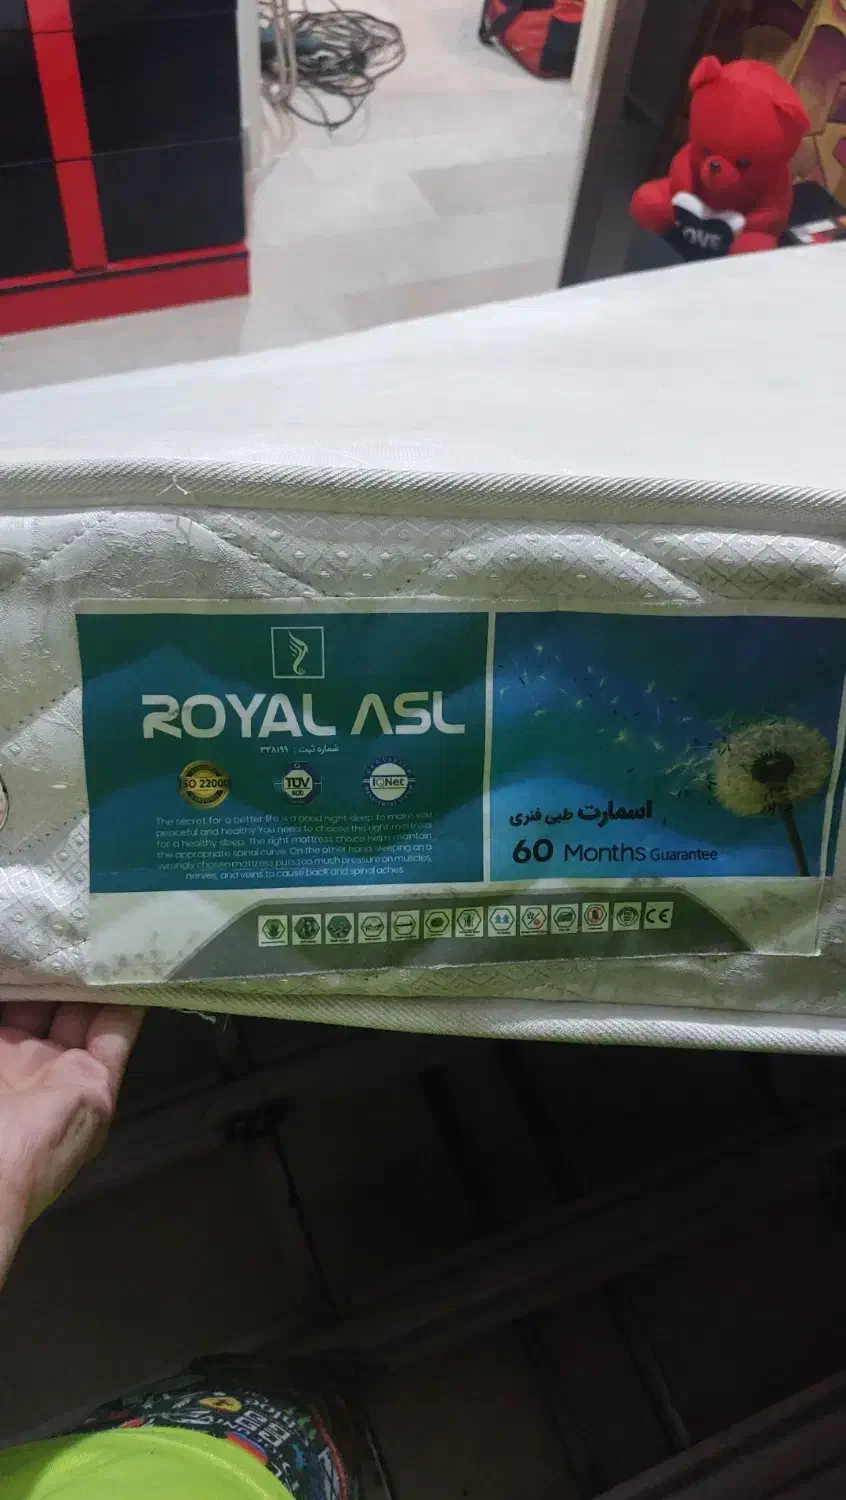 LOVE
ROYAL ASL
شماره ثبت : ۳۲۸۱۹۹
ISO 22000
TÜV
IQNet
The secret for a better life is a good night sleep to make you
peaceful and healthy You need to choose the right mattress
for a healthy sleep. The right mattress choice helps maintain
the appropriate spinal curve. On the other hand, sleeping on a
wrongly chosen mattress puts too much pressure on muscles,
nerves, and veins to cause back and spinal aches.
اسمارت طبی فنری
60 Months Guarantee
CE